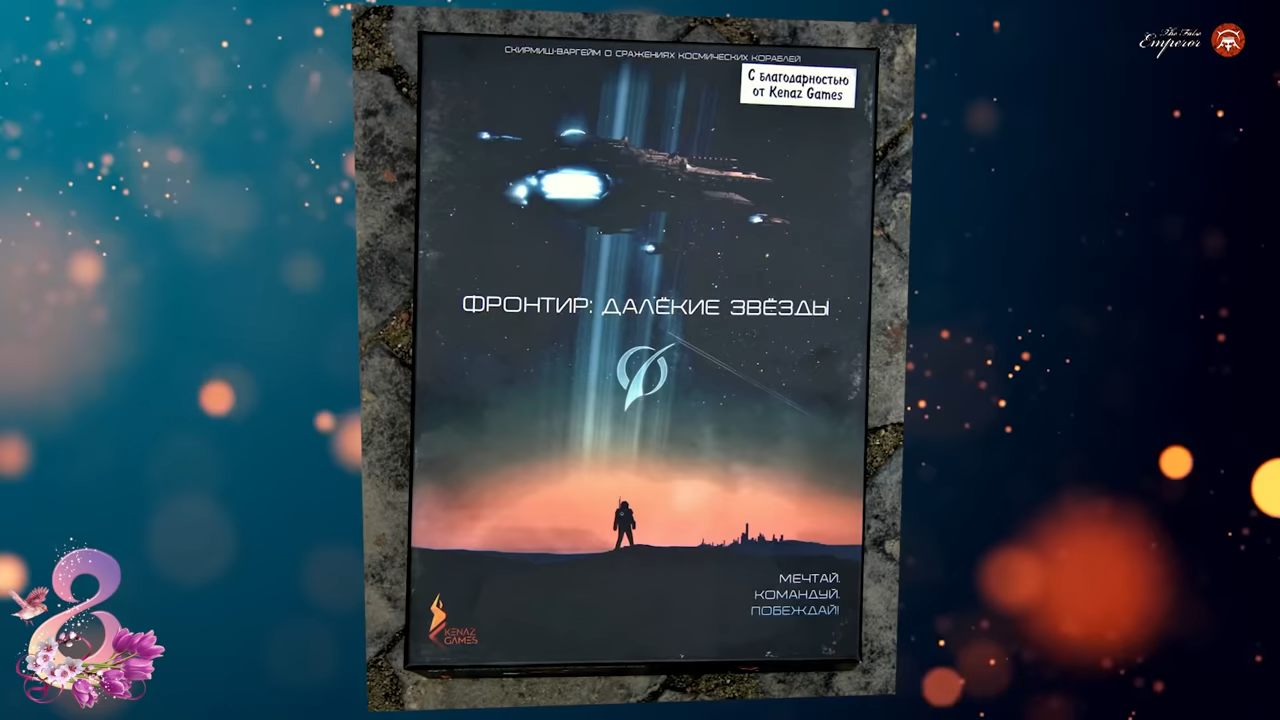 СКИРМИШ-ВАРГЕЙМ О СРАЖЕНИЯХ КОСМИЧЕСКИХ КОРАБЛЕЙ
С благодарностью
от Kenaz Games
The False
Emperor
ФРОНТИР: ДАЛЁКИЕ ЗВЁЗДЫ
МЕЧТАЙ.
КОМАНДУЙ.
ПОБЕЖДАЙ!
KENAZ
GAMES
8